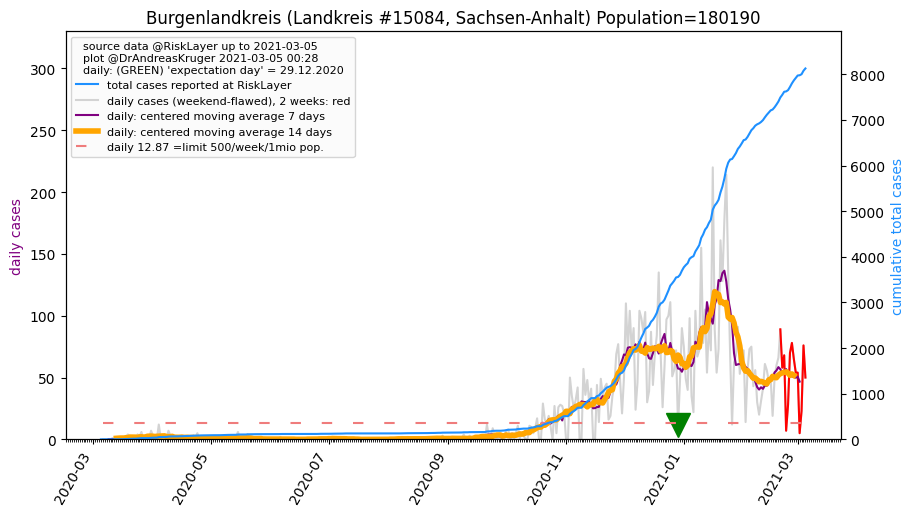 Burgenlandkreis (Landkreis #15084, Sachsen-Anhalt) Population=180190
source data @RiskLayer up to 2021-03-05
plot @DrAndreasKruger 2021-03-05 00:28
daily: (GREEN) 'expectation day' = 29.12.2020
total cases reported at RiskLayer
daily cases (weekend-flawed), 2 weeks: red
daily: centered moving average 7 days
daily: centered moving average 14 days
daily 12.87 =limit 500/week/1mio pop.
daily cases
300
250
200
150
100
50
0
cumulative total cases
8000
7000
6000
5000
4000
3000
2000
1000
0
2020-03
2020-05
2020-07
2020-09
2020-11
2021-01
2021-03